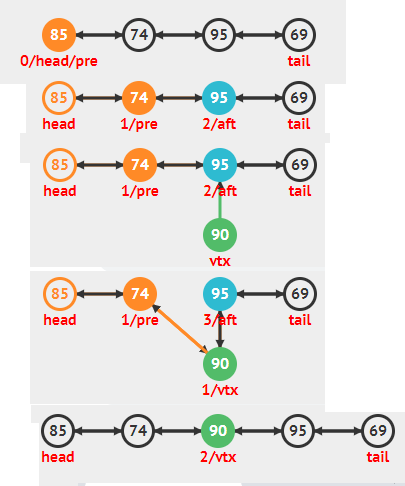 85 74 95 69
0/head/pre tail
85 74 95 69
head 1/pre 2/aft tail
85 74 95 69
head 1/pre 2/aft tail
90
vtx
85 74 95 69
head 1/pre 3/aft tail
90
1/vtx
85 74 90 95 69
head 2/vtx tail